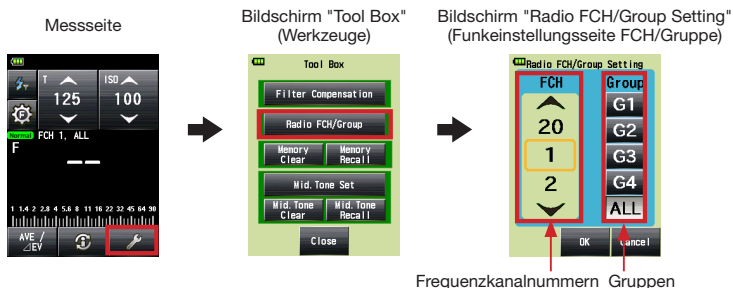 Messseite
T
125
ISO
100
Normal FCH 1, ALL
F
1 1.4 2 2.8 4 5.6 8 11 16 22 32 45 64 90
AVE /
⊿EV
Bildschirm "Tool Box"
(Werkzeuge)
Tool Box
Filter Compensation
Radio FCH/Group
Memory Clear
Memory Recall
Mid. Tone Set
Mid. Tone Clear
Mid. Tone Recall
Close
Bildschirm "Radio FCH/Group Setting"
(Funkeinstellungsseite FCH/Gruppe)
Radio FCH/Group Setting
FCH
Group
20
1
2
G1
G2
G3
G4
ALL
OK
Cancel
Frequenzkanalnummern Gruppen